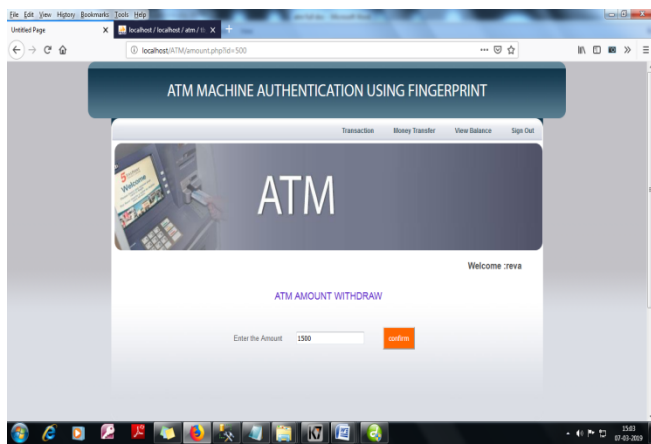 File Edit View History Bookmarks Tools Help
Untitled Page
localhost / localhost / atm /
localhost/ATM/amount.php?id=500
ATM MACHINE AUTHENTICATION USING FINGERPRINT
Transaction Money Transfer View Balance Sign Out
Welcome
ATM
Welcome :reva
ATM AMOUNT WITHDRAW
Enter the Amount 1500 confirm
15:03
07-03-2019